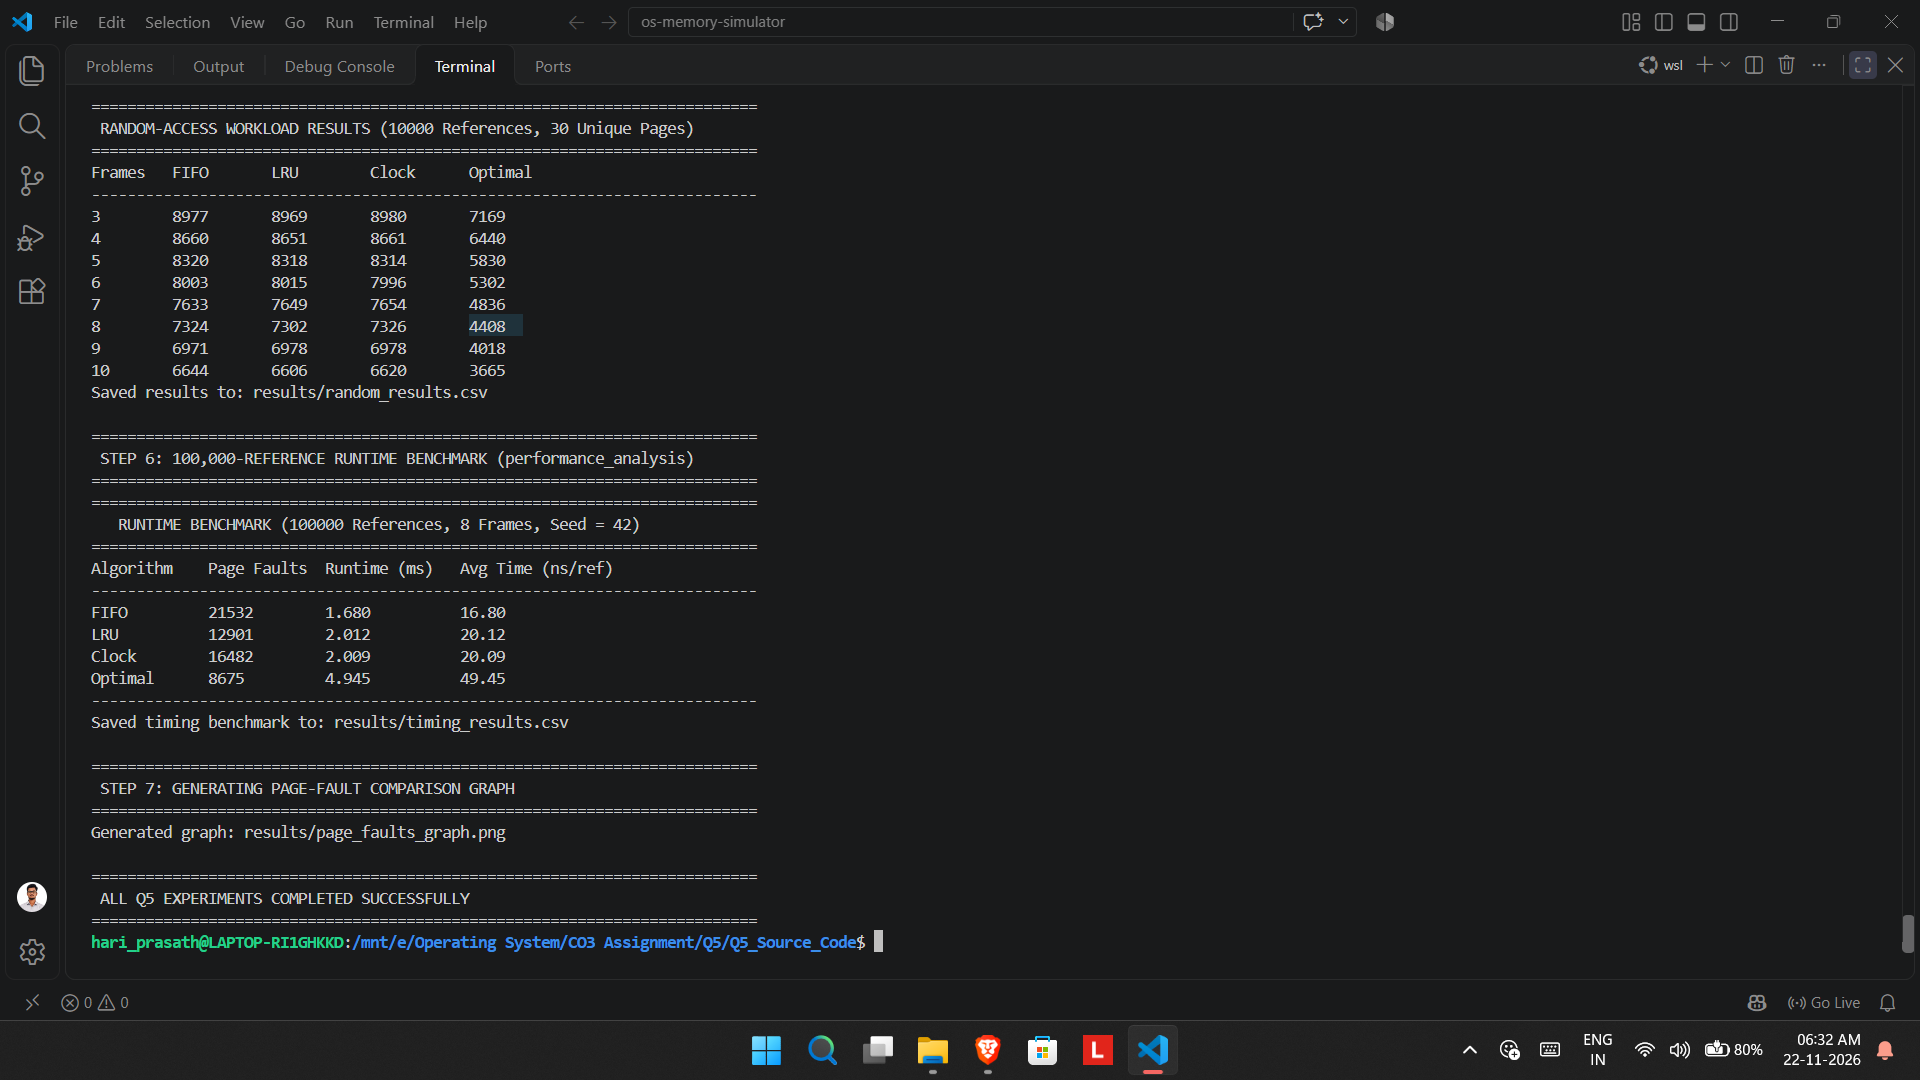 File Edit Selection View Go Run Terminal Help
os-memory-simulator
Problems Output Debug Console Terminal Ports
wsl
========================================================================== 
RANDOM-ACCESS WORKLOAD RESULTS (10000 References, 30 Unique Pages)
==========================================================================
Frames FIFO LRU Clock Optimal
--------------------------------------------------------------------------
3 8977 8969 8980 7169
4 8660 8651 8661 6440
5 8320 8318 8314 5830
6 8003 8015 7996 5302
7 7633 7649 7654 4836
8 7324 7302 7326 4408
9 6971 6978 6978 4018
10 6644 6606 6620 3665
Saved results to: results/random_results.csv
==========================================================================
STEP 6: 100,000-REFERENCE RUNTIME BENCHMARK (performance_analysis)
==========================================================================
==========================================================================
RUNTIME BENCHMARK (100000 References, 8 Frames, Seed = 42)
==========================================================================
Algorithm Page Faults Runtime (ms) Avg Time (ns/ref)
--------------------------------------------------------------------------
FIFO 21532 1.680 16.80
LRU 12901 2.012 20.12
Clock 16482 2.009 20.09
Optimal 8675 4.945 49.45
--------------------------------------------------------------------------
Saved timing benchmark to: results/timing_results.csv
==========================================================================
STEP 7: GENERATING PAGE-FAULT COMPARISON GRAPH
==========================================================================
Generated graph: results/page_faults_graph.png
==========================================================================
ALL Q5 EXPERIMENTS COMPLETED SUCCESSFULLY
==========================================================================
hari_prasath@LAPTOP-RI1GHKKD:/mnt/e/Operating System/CO3 Assignment/Q5/Q5_Source_Code$
0 0
Go Live
L
ENG
IN
80%
06:32 AM
22-11-2026